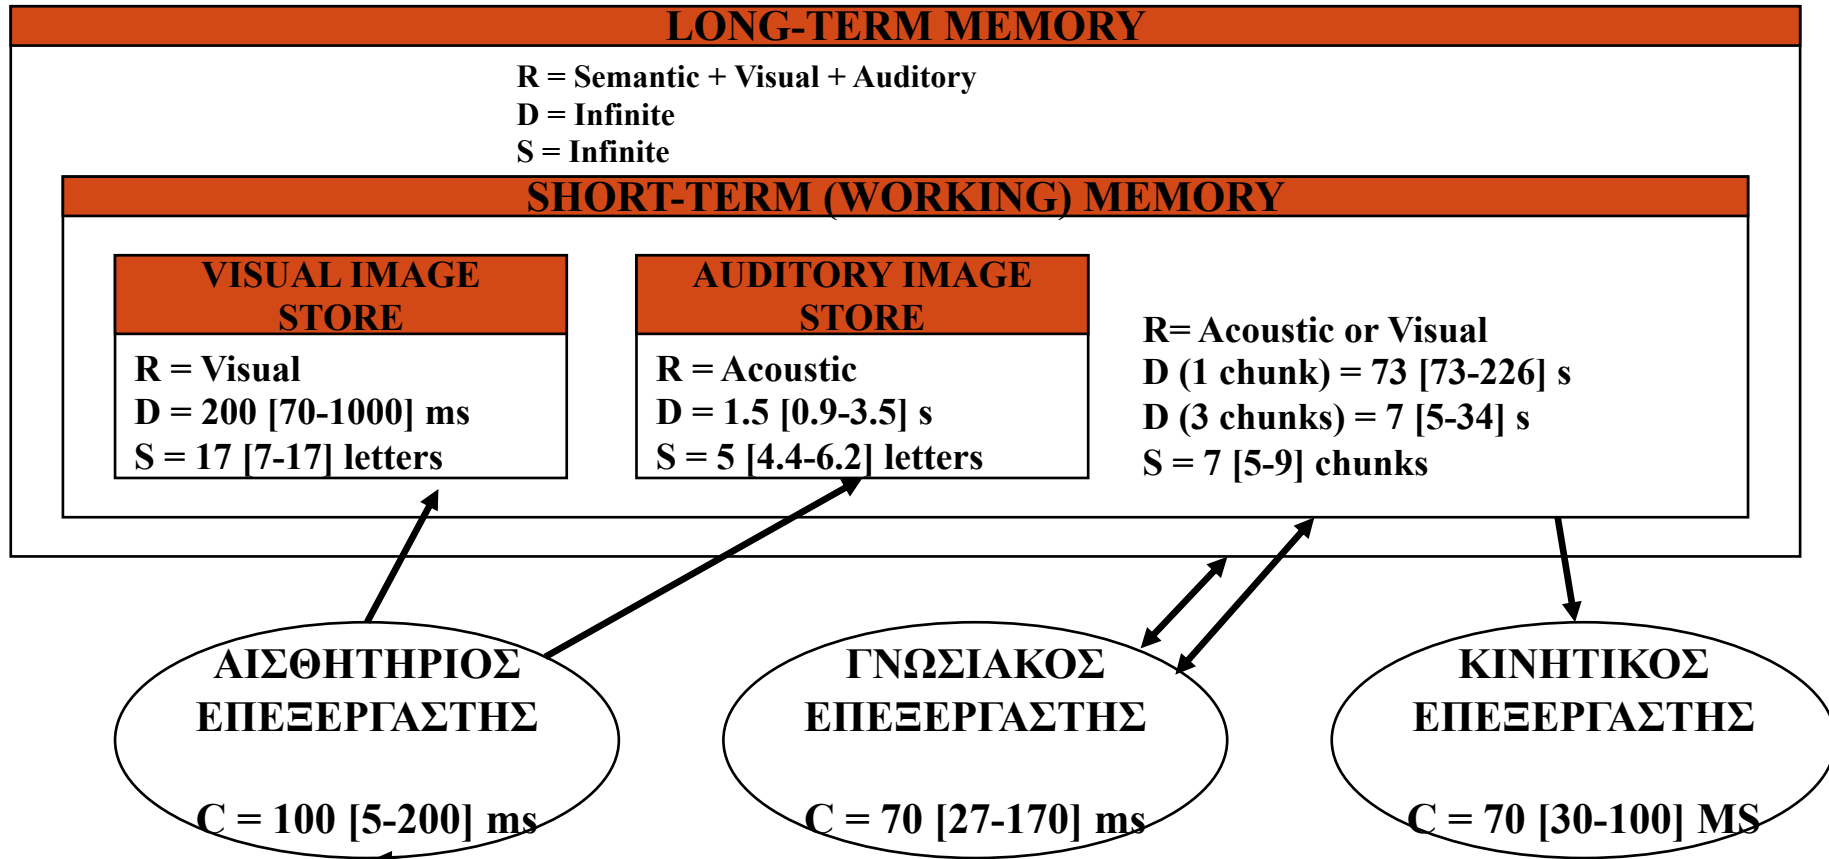 LONG-TERM MEMORY
R = Semantic + Visual + Auditory
D = Infinite
S = Infinite
SHORT-TERM (WORKING) MEMORY
VISUAL IMAGE
STORE
R = Visual
D = 200 [70-1000] ms
S = 17 [7-17] letters
AUDITORY IMAGE
STORE
R = Acoustic
D = 1.5 [0.9-3.5] s
S = 5 [4.4-6.2] letters
R= Acoustic or Visual
D (1 chunk) = 73 [73-226] s
D (3 chunks) = 7 [5-34] s
S = 7 [5-9] chunks
ΑΙΣΘΗΤΗΡΙΟΣ
ΕΠΕΞΕΡΓΑΣΤΗΣ
C = 100 [5-200] ms
ΓΝΩΣΙΑΚΟΣ
ΕΠΕΞΕΡΓΑΣΤΗΣ
C = 70 [27-170] ms
ΚΙΝΗΤΙΚΟΣ
ΕΠΕΞΕΡΓΑΣΤΗΣ
C = 70 [30-100] MS